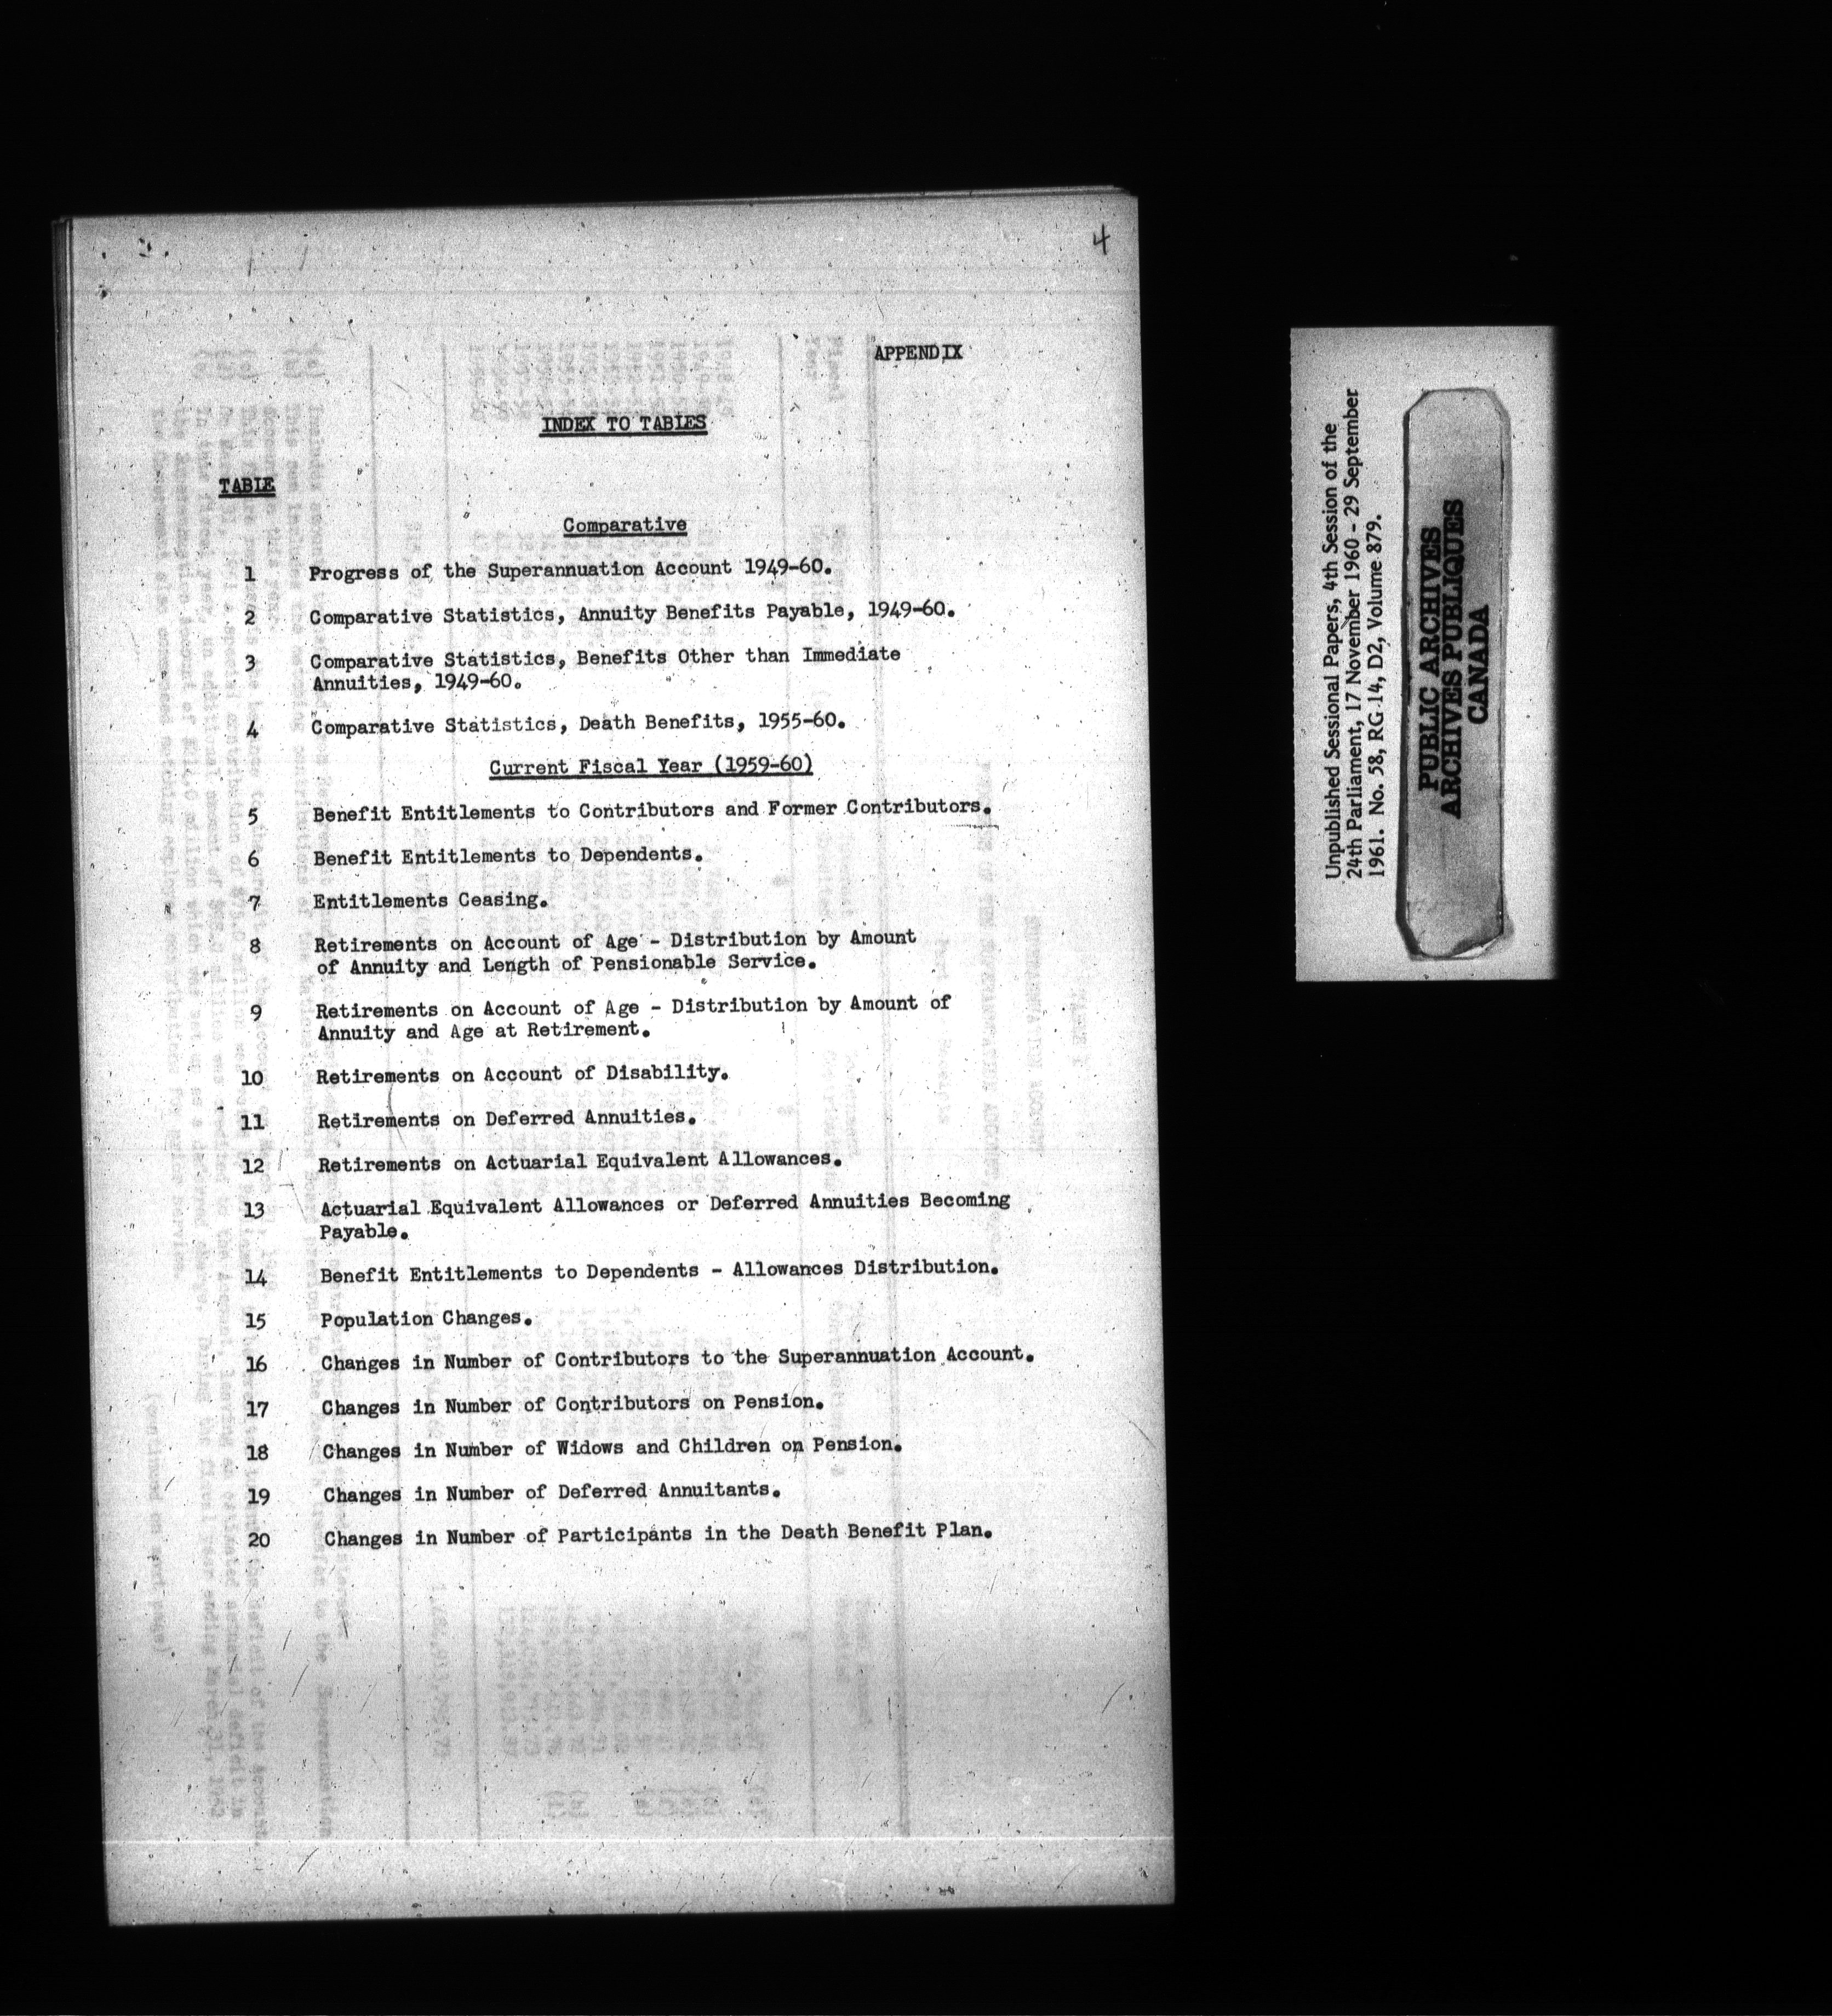 4
APPENDIX
INDEX TO TABLES
TABLE
Comparative
1 Progress of the Superannuation Account 1949-60.
2 Comparative Statistics, Annuity Benefits Payable, 1949-60.
3 Comparative Statistics, Benefits Other than Immediate
Annuities, 1949-60.
4 Comparative Statistics, Death Benefits, 1955-60.
Current Fiscal Year (1959-60)
5 Benefit Entitlements to Contributors and Former Contributors.
6 Benefit Entitlements to Dependents.
7 Entitlements Ceasing.
8 Retirements on Account of Age - Distribution by Amount
of Annuity and Length of Pensionable Service.
9 Retirements on Account of Age - Distribution by Amount of
Annuity and Age at Retirement.
10 Retirements on Account of Disability.
11 Retirements on Deferred Annuities.
12 Retirements on Actuarial Equivalent Allowances.
13 Actuarial Equivalent Allowances or Deferred Annuities Becoming
Payable.
14 Benefit Entitlements to Dependents - Allowances Distribution.
15 Population Changes.
16 Changes in Number of Contributors to the Superannuation Account.
17 Changes in Number of Contributors on Pension.
18 Changes in Number of Widows and Children on Pension.
19 Changes in Number of Deferred Annuitants.
20 Changes in Number of Participants in the Death Benefit Plan.
Unpublished Sessional Papers, 4th Session of the
24th Parliament, 17 November 1960 - 29 September
1961. No. 58, RG 14, D2, Volume 879.
PUBLIC ARCHIVES
ARCHIVES PUBLIQUES
CANADA